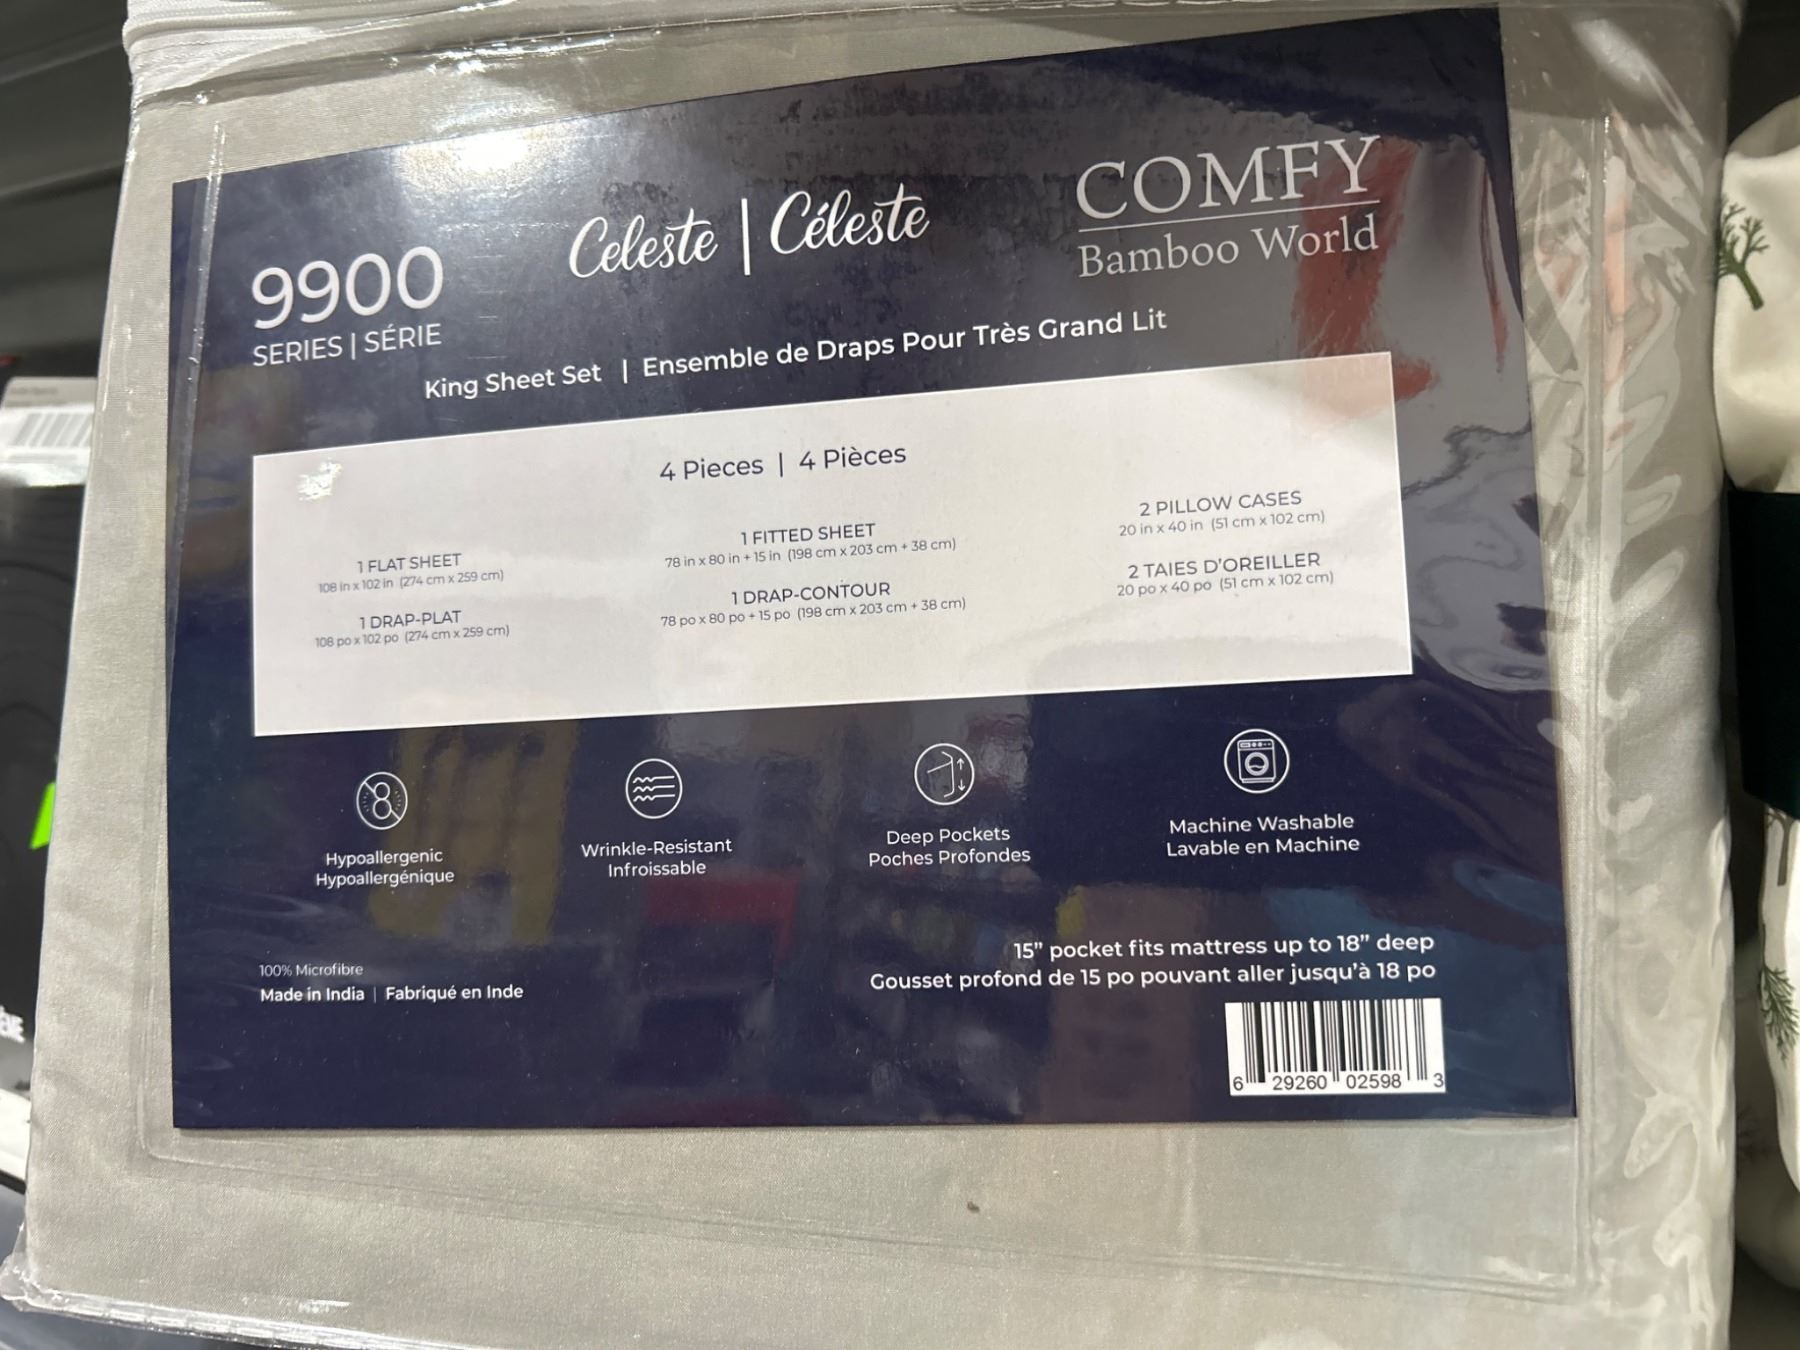 Celeste | Céleste
COMFY
Bamboo World
9900
SERIES | SÉRIE
King Sheet Set | Ensemble de Draps Pour Très Grand Lit
4 Pieces | 4 Pièces
1 FLAT SHEET
108 in x 102 in (274 cm x 259 cm)
1 DRAP-PLAT
108 po x 102 po (274 cm x 259 cm)
1 FITTED SHEET
78 in x 80 in + 15 in (198 cm x 203 cm + 38 cm)
1 DRAP-CONTOUR
78 po x 80 po + 15 po (198 cm x 203 cm + 38 cm)
2 PILLOW CASES
20 in x 40 in (51 cm x 102 cm)
2 TAIES D'OREILLER
20 po x 40 po (51 cm x 102 cm)
Hypoallergenic
Hypoallergénique
Wrinkle-Resistant
Infroissable
Deep Pockets
Poches Profondes
Machine Washable
Lavable en Machine
15" pocket fits mattress up to 18" deep
Gousset profond de 15 po pouvant aller jusqu'à 18 po
100% Microfibre
Made in India | Fabriqué en Inde
6 29260 02598 3